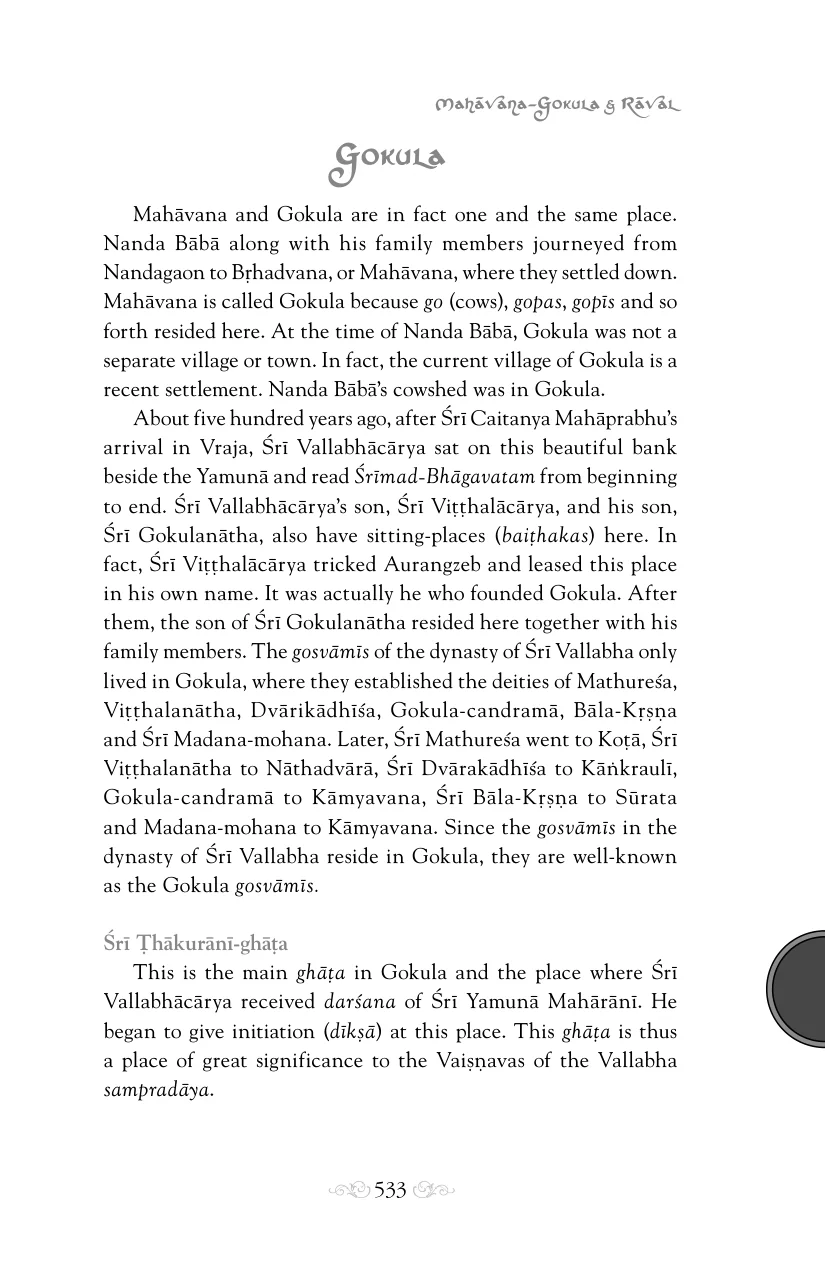 Mahāvana-Gokula & Rāval
Gokula
Mahāvana and Gokula are in fact one and the same place.
Nanda Bābā along with his family members journeyed from
Nandagaon to Bṛhadvana, or Mahāvana, where they settled down.
Mahāvana is called Gokula because go (cows), gopas, gopīs and so
forth resided here. At the time of Nanda Bābā, Gokula was not a
separate village or town. In fact, the current village of Gokula is a
recent settlement. Nanda Bābā’s cowshed was in Gokula.
About five hundred years ago, after Śrī Caitanya Mahāprabhu’s
arrival in Vraja, Śrī Vallabhācārya sat on this beautiful bank
beside the Yamunā and read Śrīmad-Bhāgavatam from beginning
to end. Śrī Vallabhācārya’s son, Śrī Viṭṭhalācārya, and his son,
Śrī Gokulanātha, also have sitting-places (baiṭhakas) here. In
fact, Śrī Viṭṭhalācārya tricked Aurangzeb and leased this place
in his own name. It was actually he who founded Gokula. After
them, the son of Śrī Gokulanātha resided here together with his
family members. The gosvāmīs of the dynasty of Śrī Vallabha only
lived in Gokula, where they established the deities of Mathureśa,
Viṭṭhalanātha, Dvārikādhīśa, Gokula-candramā, Bāla-Kṛṣṇa
and Śrī Madana-mohana. Later, Śrī Mathureśa went to Koṭā, Śrī
Viṭṭhalanātha to Nāthadvārā, Śrī Dvārakādhīśa to Kāṅkraulī,
Gokula-candramā to Kāmyavana, Śrī Bāla-Kṛṣṇa to Sūrata
and Madana-mohana to Kāmyavana. Since the gosvāmīs in the
dynasty of Śrī Vallabha reside in Gokula, they are well-known
as the Gokula gosvāmīs.
Śrī Ṭhākurānī-ghāṭa
This is the main ghāṭa in Gokula and the place where Śrī
Vallabhācārya received darśana of Śrī Yamunā Mahārānī. He
began to give initiation (dīkṣā) at this place. This ghāṭa is thus
a place of great significance to the Vaiṣṇavas of the Vallabha
sampradāya.
533